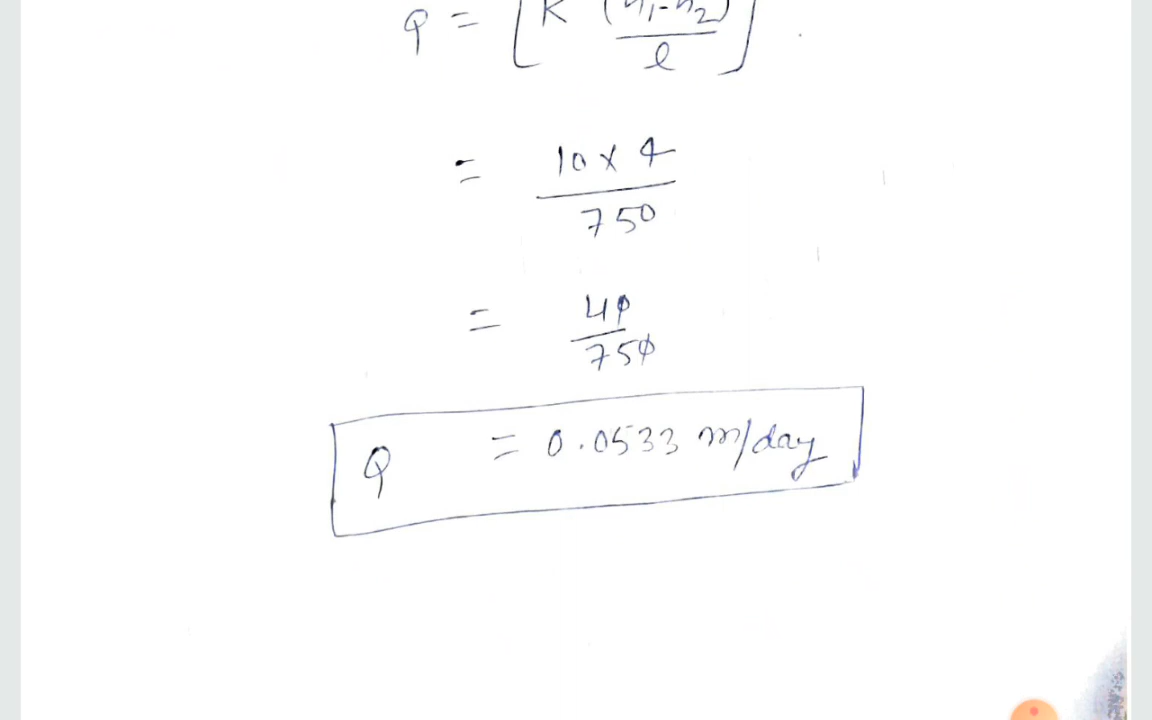 Q = [K (h₁-h₂)/l]
= 10 x 4 / 750
= 40/750
Q = 0.0533 m/day